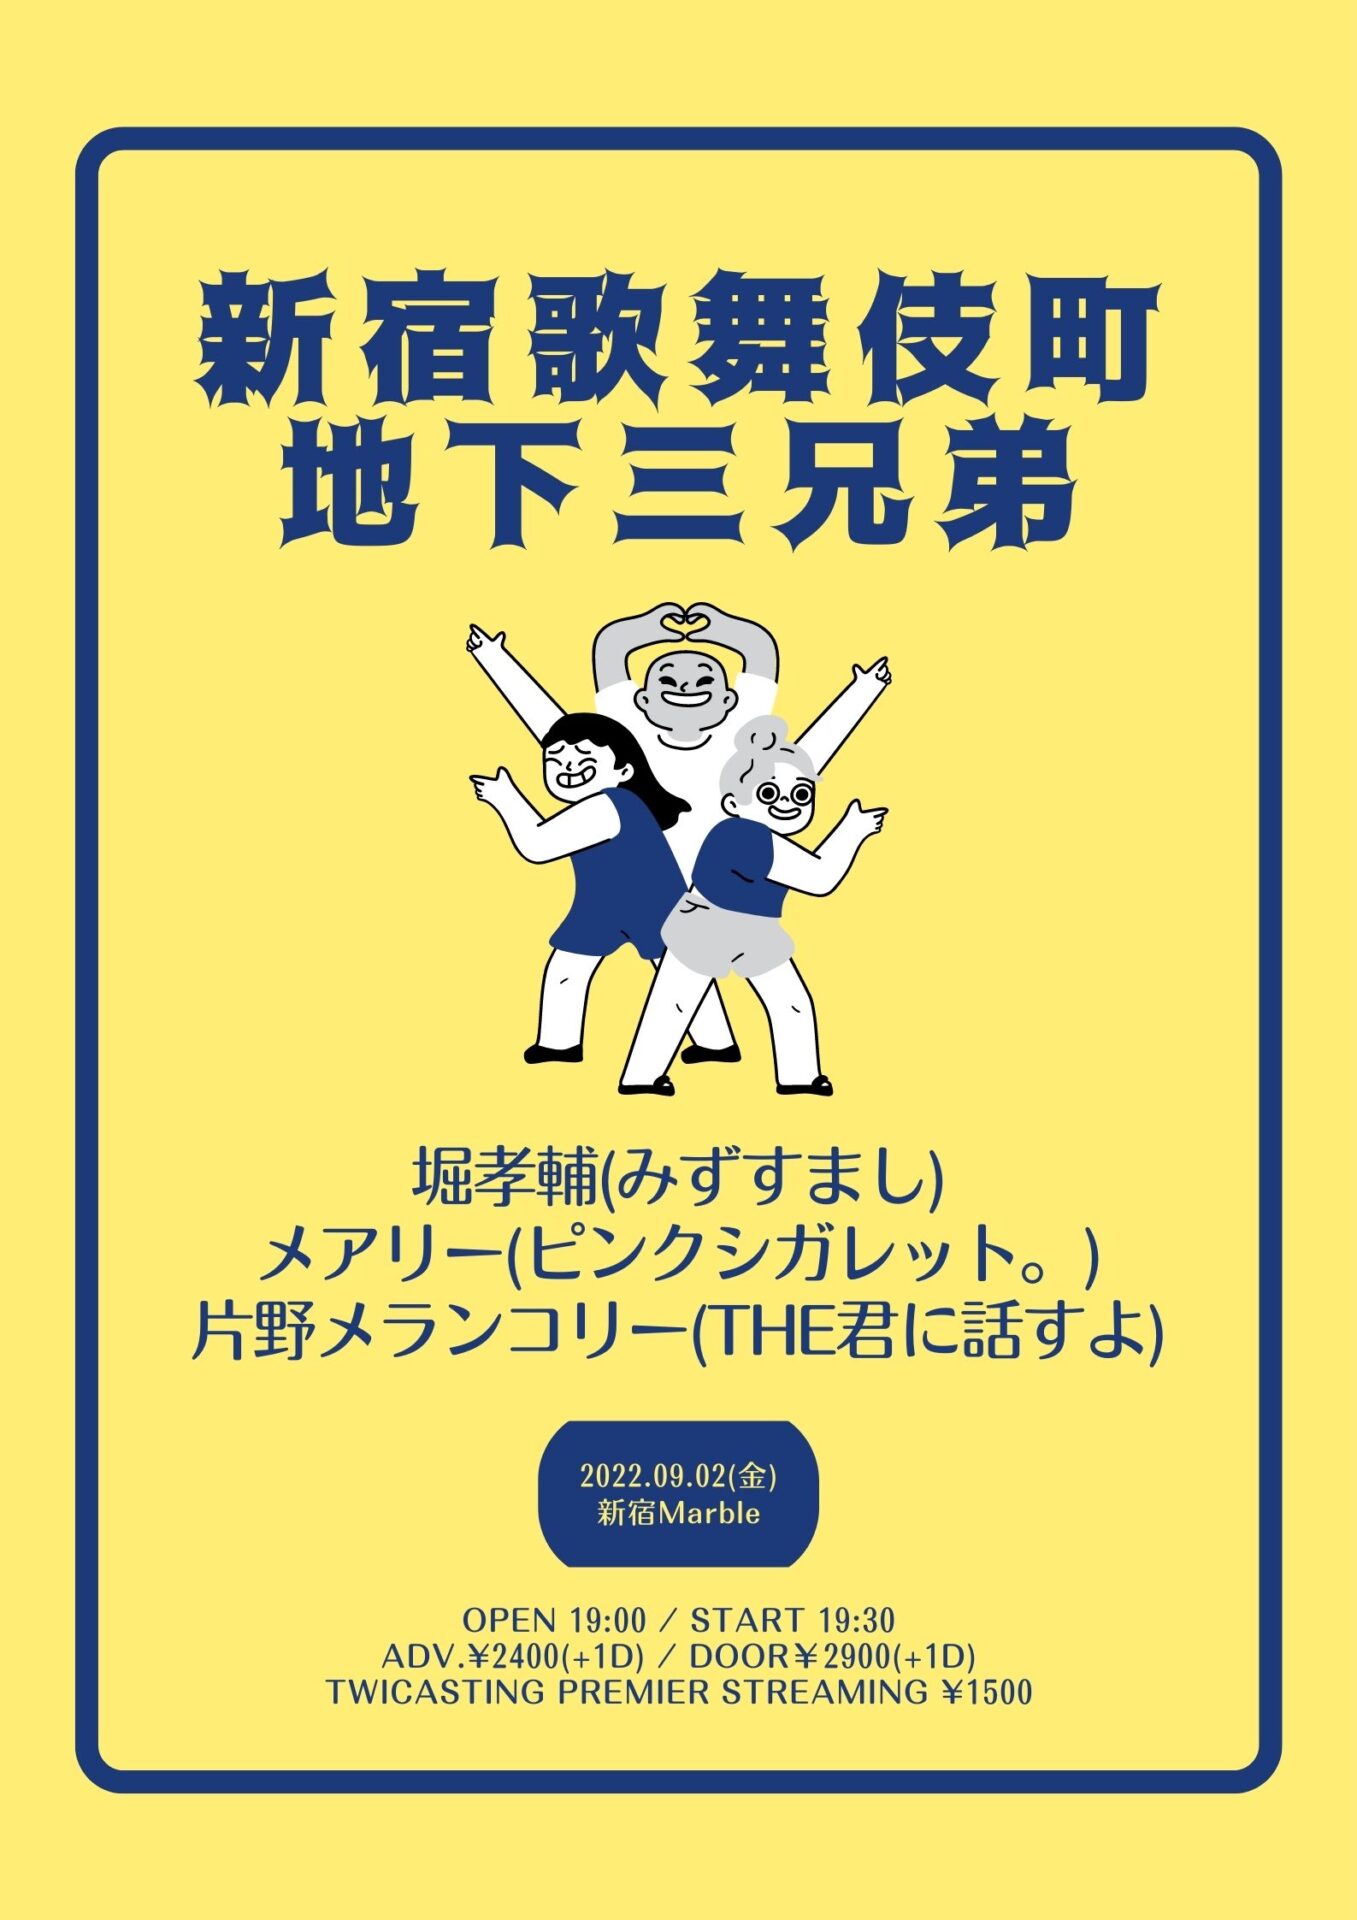 新宿歌舞伎町
地下三兄弟
堀孝輔(みずすまし)
メアリー(ピンクシガレット。)
片野メランコリー(THE君に話すよ)
2022.09.02(金)
新宿Marble
OPEN 19:00 / START 19:30
ADV.¥2400(+1D) / DOOR¥2900(+1D)
TWICASTING PREMIER STREAMING ¥1500